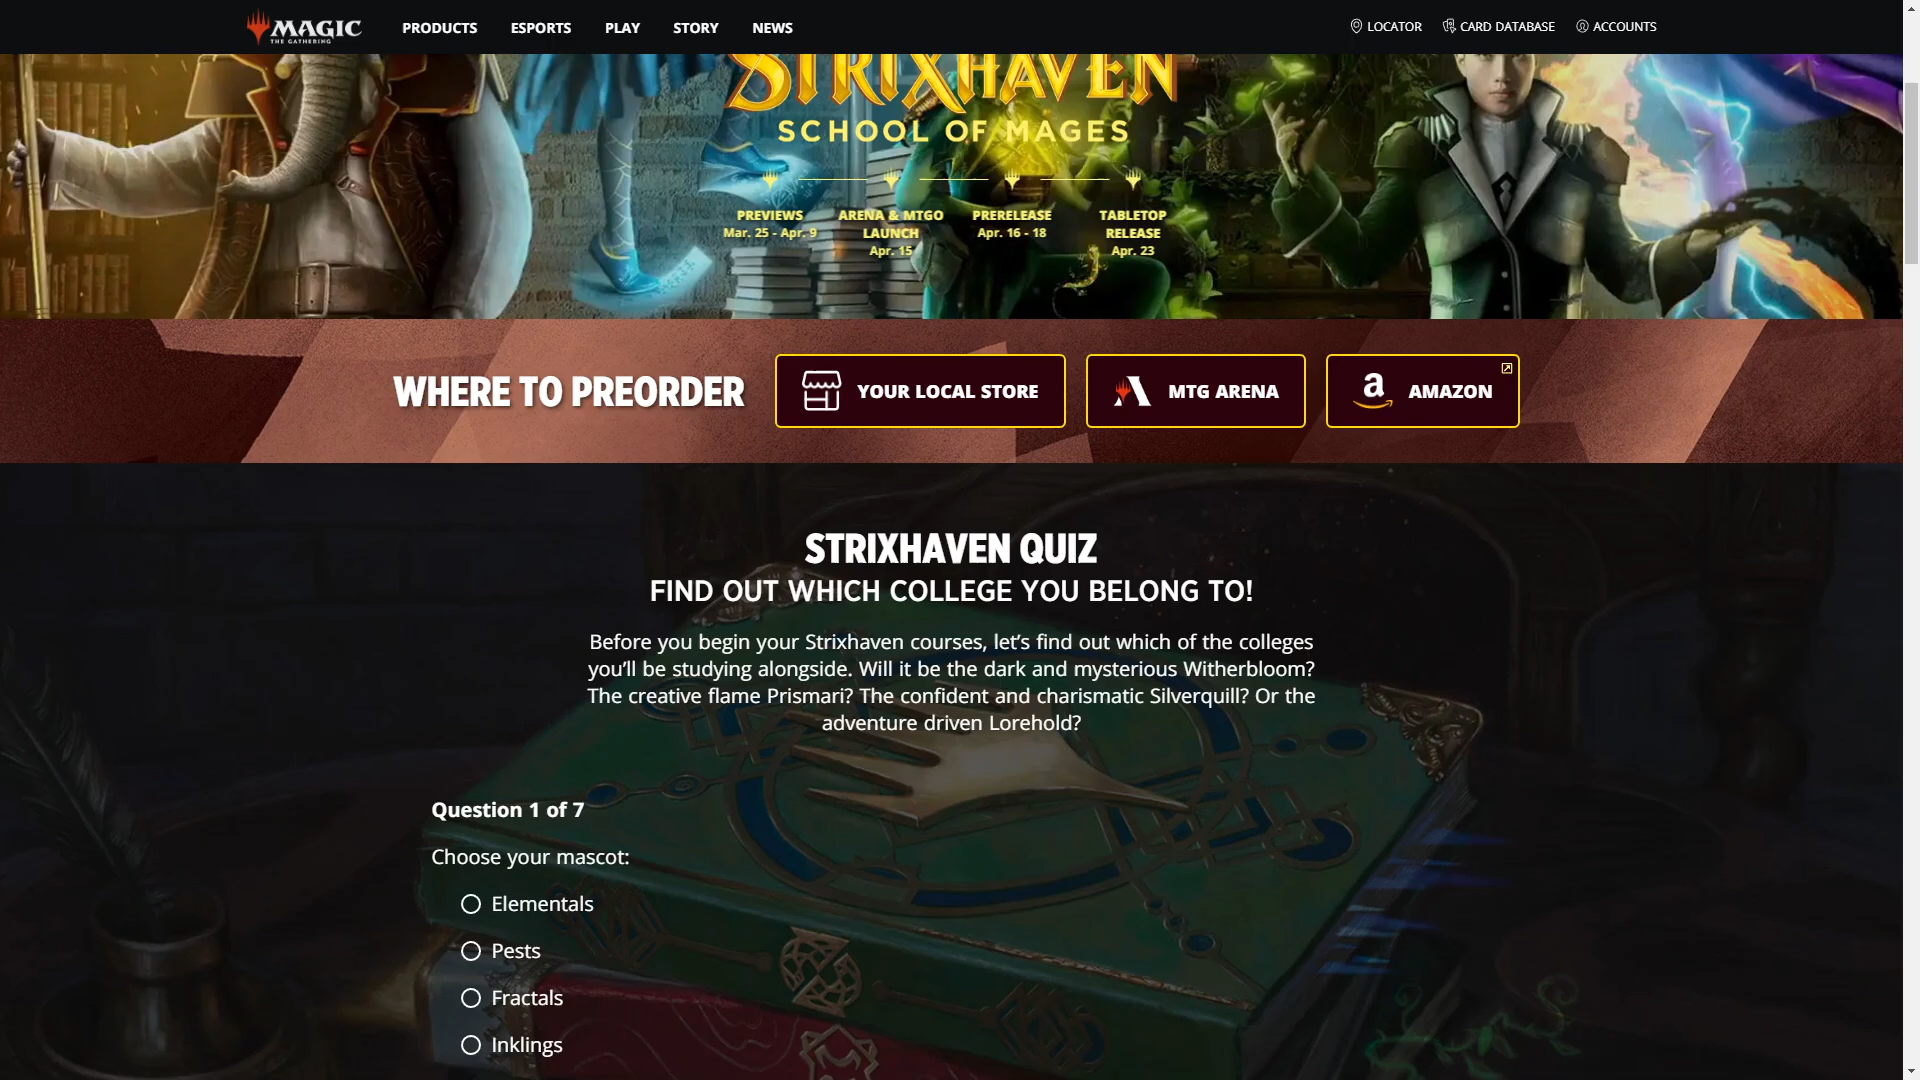 MAGIC
THE GATHERING
PRODUCTS
ESPORTS
PLAY
STORY
NEWS
LOCATOR
CARD DATABASE
ACCOUNTS
STRIXHAVEN
SCHOOL OF MAGES
PREVIEWS
Mar. 25 - Apr. 9
ARENA & MTGO
LAUNCH
Apr. 15
PRERELEASE
Apr. 16 - 18
TABLETOP
RELEASE
Apr. 23
WHERE TO PREORDER
YOUR LOCAL STORE
MTG ARENA
a
AMAZON
STRIXHAVEN QUIZ
FIND OUT WHICH COLLEGE YOU BELONG TO!
Before you begin your Strixhaven courses, let’s find out which of the colleges
you’ll be studying alongside. Will it be the dark and mysterious Witherbloom?
The creative flame Prismari? The confident and charismatic Silverquill? Or the
adventure driven Lorehold?
Question 1 of 7
Choose your mascot:
Elementals
Pests
Fractals
Inklings